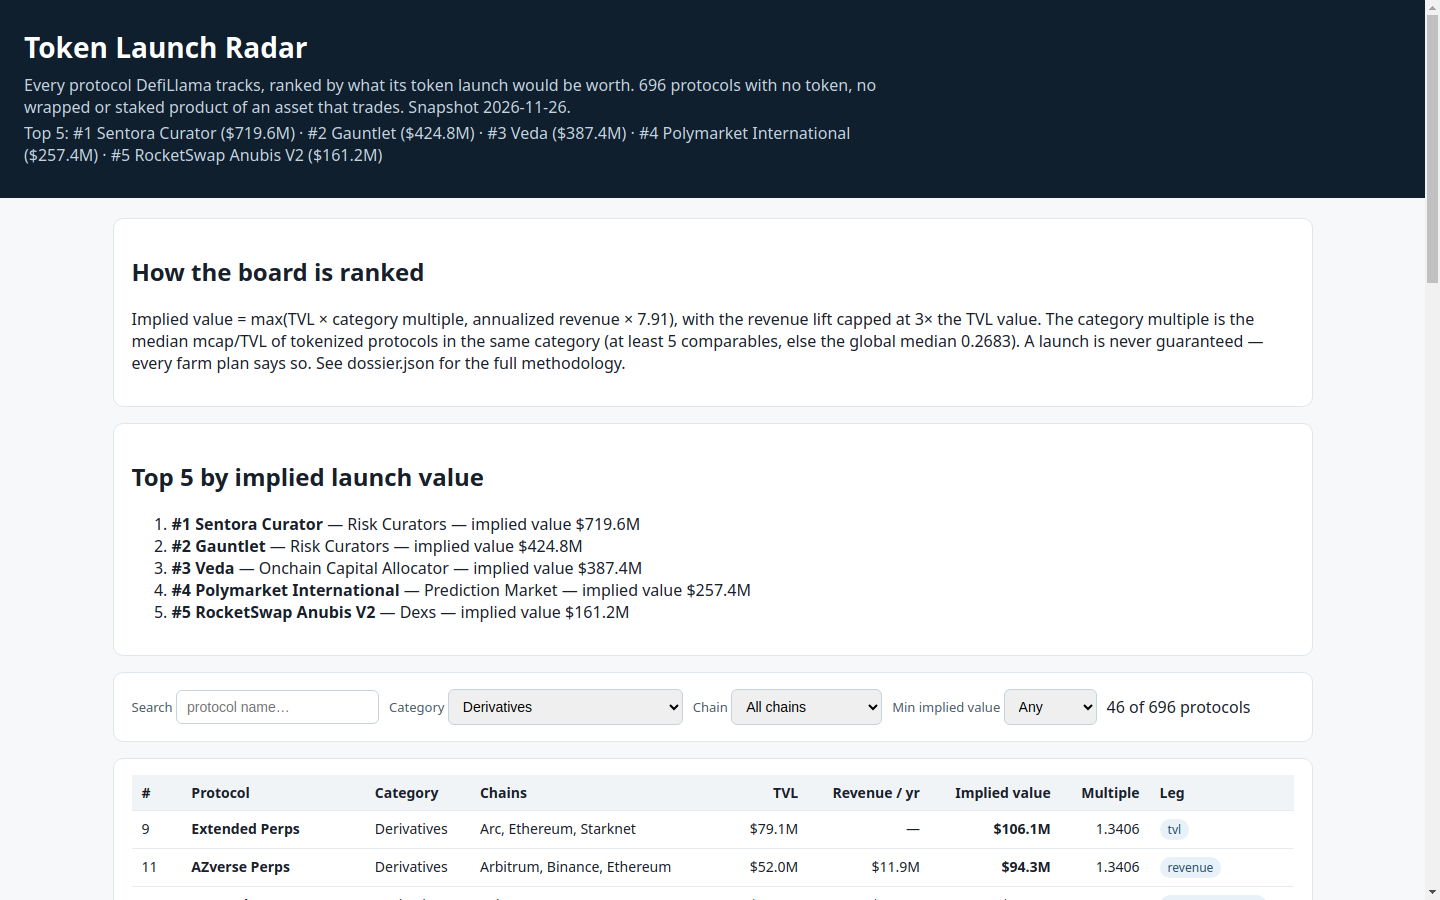 Token Launch Radar
Every protocol DefiLlama tracks, ranked by what its token launch would be worth. 696 protocols with no token, no
wrapped or staked product of an asset that trades. Snapshot 2026-11-26.
Top 5: #1 Sentora Curator ($719.6M) · #2 Gauntlet ($424.8M) · #3 Veda ($387.4M) · #4 Polymarket International
($257.4M) · #5 RocketSwap Anubis V2 ($161.2M)
How the board is ranked
Implied value = max(TVL × category multiple, annualized revenue × 7.91), with the revenue lift capped at 3× the TVL value. The category multiple is the
median mcap/TVL of tokenized protocols in the same category (at least 5 comparables, else the global median 0.2683). A launch is never guaranteed —
every farm plan says so. See dossier.json for the full methodology.
Top 5 by implied launch value
1. #1 Sentora Curator — Risk Curators — implied value $719.6M
2. #2 Gauntlet — Risk Curators — implied value $424.8M
3. #3 Veda — Onchain Capital Allocator — implied value $387.4M
4. #4 Polymarket International — Prediction Market — implied value $257.4M
5. #5 RocketSwap Anubis V2 — Dexs — implied value $161.2M
Search protocol name… Category Derivatives Chain All chains Min implied value Any 46 of 696 protocols
# Protocol Category Chains TVL Revenue / yr Implied value Multiple Leg
9 Extended Perps Derivatives Arc, Ethereum, Starknet $79.1M — $106.1M 1.3406 tvl
11 AZverse Perps Derivatives Arbitrum, Binance, Ethereum $52.0M $11.9M $94.3M 1.3406 revenue